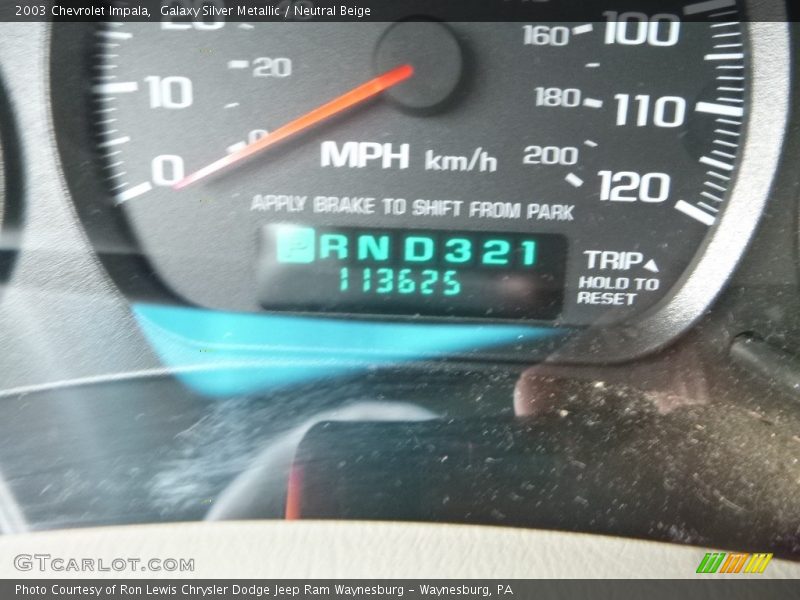 2003 Chevrolet Impala,  Galaxy Silver Metallic / Neutral Beige
160 100
20
10 180 110
0 MPH km/h 200 120
APPLY BRAKE TO SHIFT FROM PARK
P R N D 3 2 1
113625
TRIP▲
HOLD TO
RESET
GTCARLOT.COM
Photo Courtesy of Ron Lewis Chrysler Dodge Jeep Ram Waynesburg - Waynesburg, PA